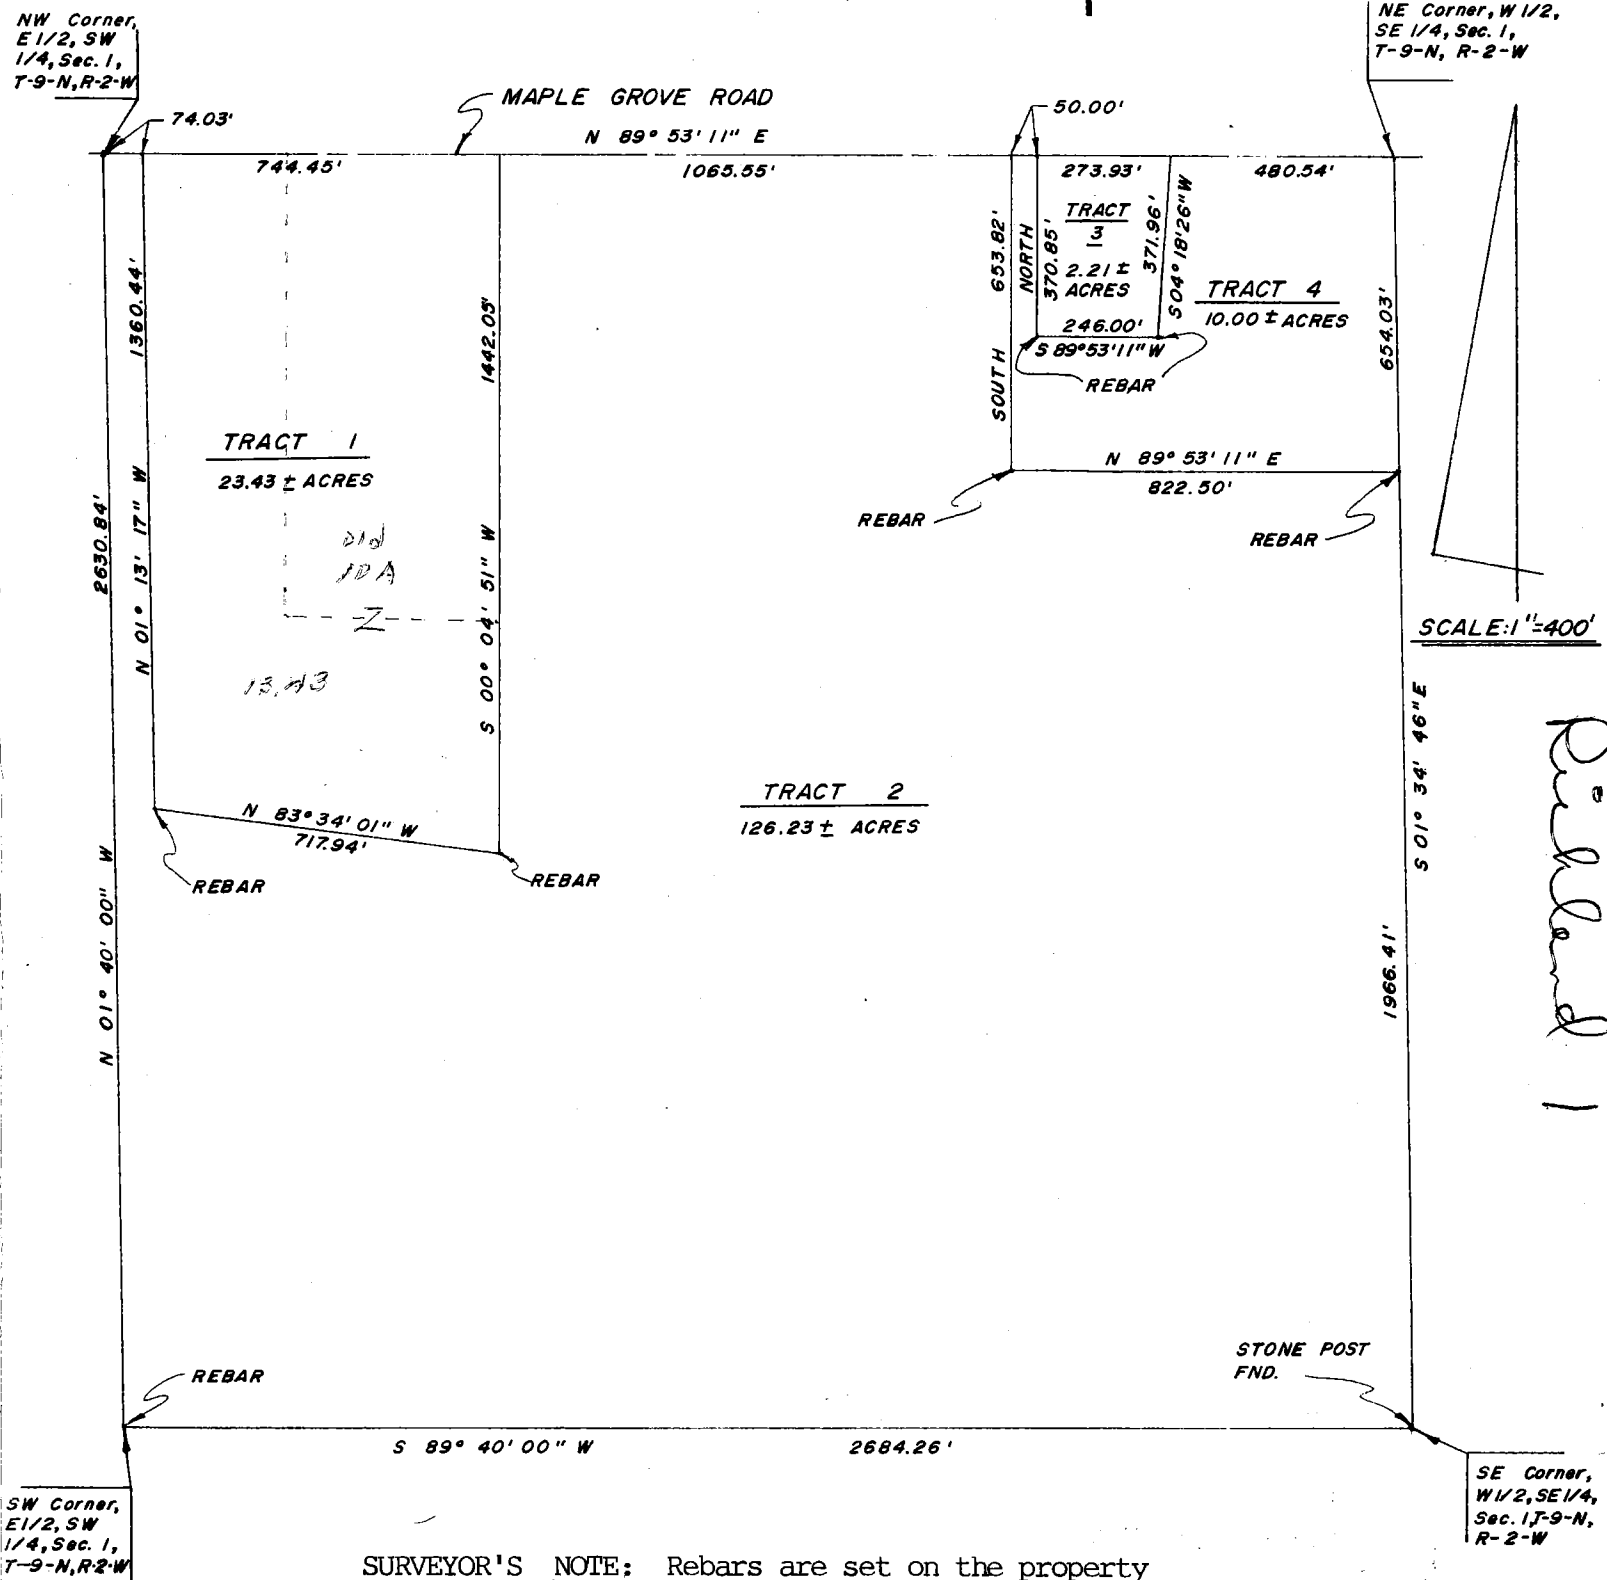 NW Corner,
E 1/2, SW
1/4, Sec. 1,
T-9-N, R-2-W
NE Corner, W 1/2,
SE 1/4, Sec. 1,
T-9-N, R-2-W
74.03'
MAPLE GROVE ROAD
N 89° 53' 11" E
50.00'
744.45'
1065.55'
273.93'
480.54'
1360.44'
N 01° 13' 17" W
2630.84'
N 01° 40' 00" W
1442.05'
S 00° 04' 51" W
653.82'
SOUTH
NORTH
370.85'
TRACT
3
2.21 ±
ACRES
371.96'
S 04° 18' 26" W
TRACT 4
10.00 ± ACRES
654.03'
246.00'
S 89° 53' 11" W
REBAR
TRACT 1
23.43 ± ACRES
N 89° 53' 11" E
822.50'
REBAR
REBAR
SCALE: 1"=400'
Z
TRACT 2
126.23 ± ACRES
S 01° 34' 46" E
1966.41'
Richland 1
N 83° 34' 01" W
717.94'
REBAR
REBAR
REBAR
STONE POST
FND.
S 89° 40' 00" W
2684.26'
SW Corner,
E 1/2, SW
1/4, Sec. 1,
T-9-N, R-2-W
SE Corner,
W 1/2, SE 1/4,
Sec. 1, T-9-N,
R-2-W
SURVEYOR'S NOTE: Rebars are set on the property